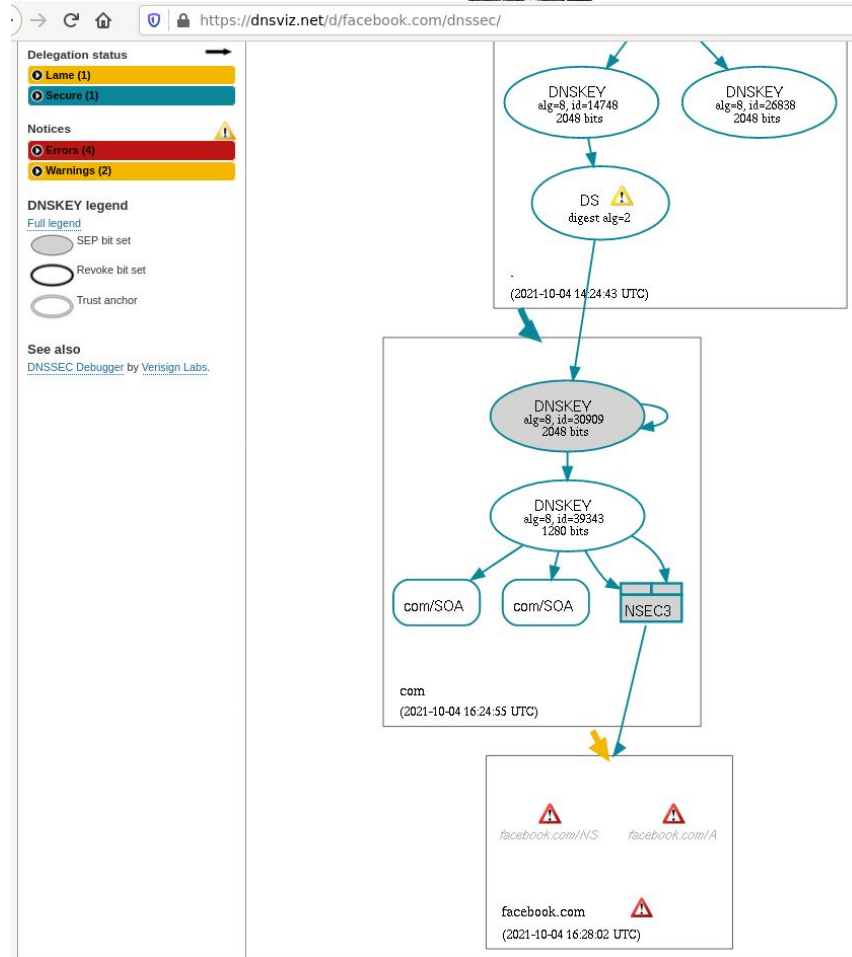 https://dnsviz.net/d/facebook.com/dnssec/
Delegation status
Lame (1)
Secure (1)
Notices
Errors (4)
Warnings (2)
DNSKEY legend
Full legend
SEP bit set
Revoke bit set
Trust anchor
See also
DNSSEC Debugger by Verisign Labs.
DNSKEY
alg=8, id=14748
2048 bits
DNSKEY
alg=8, id=26838
2048 bits
DS
digest alg=2
.
(2021-10-04 14:24:43 UTC)
DNSKEY
alg=8, id=30909
2048 bits
DNSKEY
alg=8, id=39343
1280 bits
com/SOA
com/SOA
NSEC3
com
(2021-10-04 16:24:55 UTC)
facebook.com/NS
facebook.com/A
facebook.com
(2021-10-04 16:28:02 UTC)